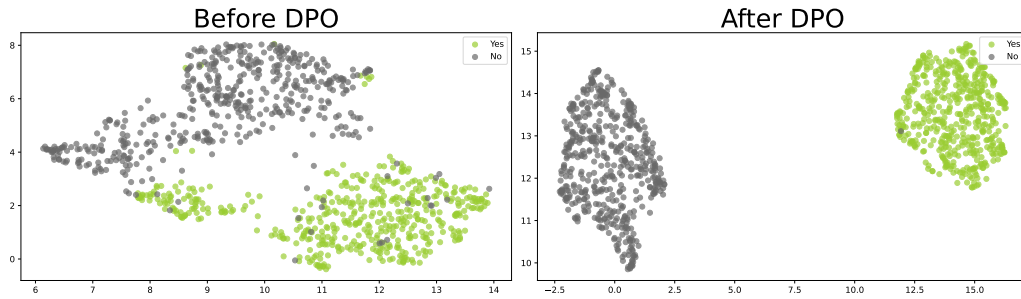 Before DPO
Yes
No
8
6
4
2
0
6 7 8 9 10 11 12 13 14
After DPO
Yes
No
15
14
13
12
11
10
−2.5 0.0 2.5 5.0 7.5 10.0 12.5 15.0